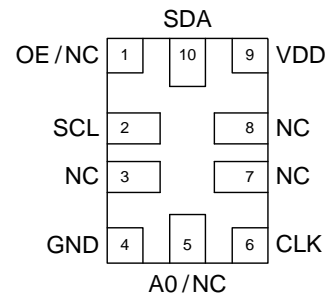 SDA
OE/NC 1 10 9 VDD
SCL 2 8 NC
NC 3 7 NC
GND 4 5 6 CLK
A0/NC